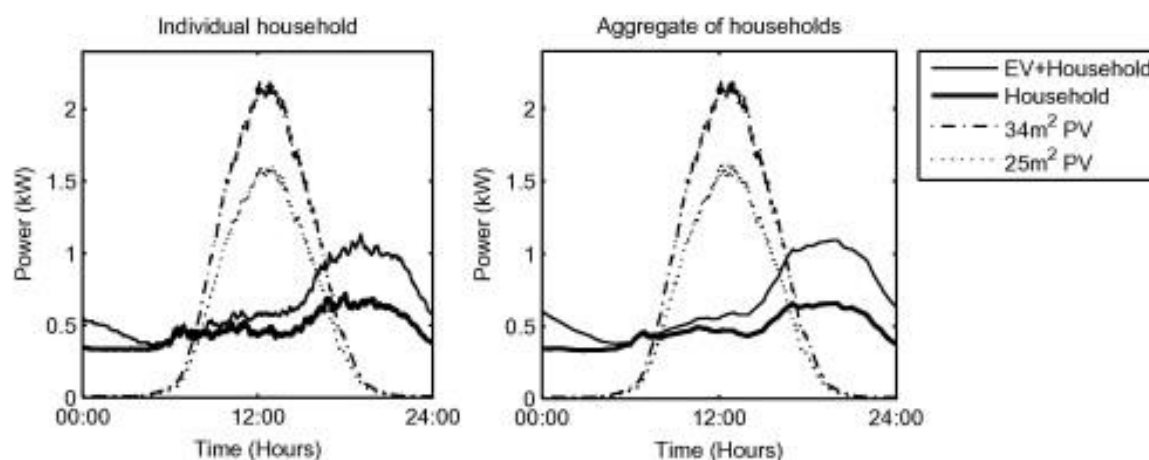 Individual household
Aggregate of households
EV+Household
Household
34m² PV
25m² PV
Power (kW)
2
1.5
1
0.5
0
00:00 12:00 24:00
Time (Hours)
Power (kW)
2
1.5
1
0.5
0
00:00 12:00 24:00
Time (Hours)